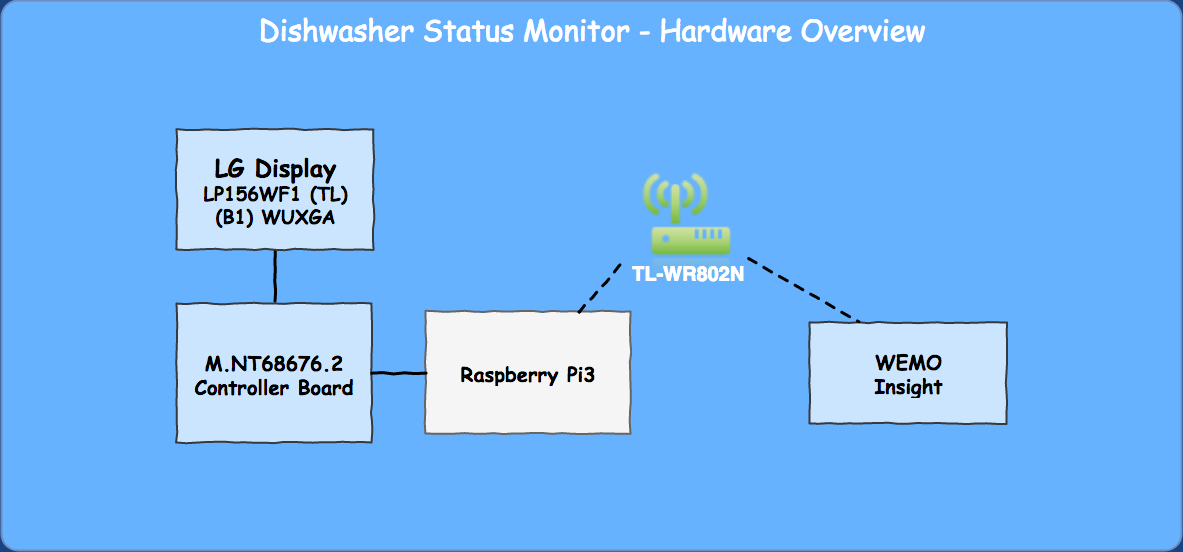 Dishwasher Status Monitor - Hardware Overview
LG Display
LP156WF1 (TL)
(B1) WUXGA
TL-WR802N
M.NT68676.2
Controller Board
Raspberry Pi3
WEMO
Insight